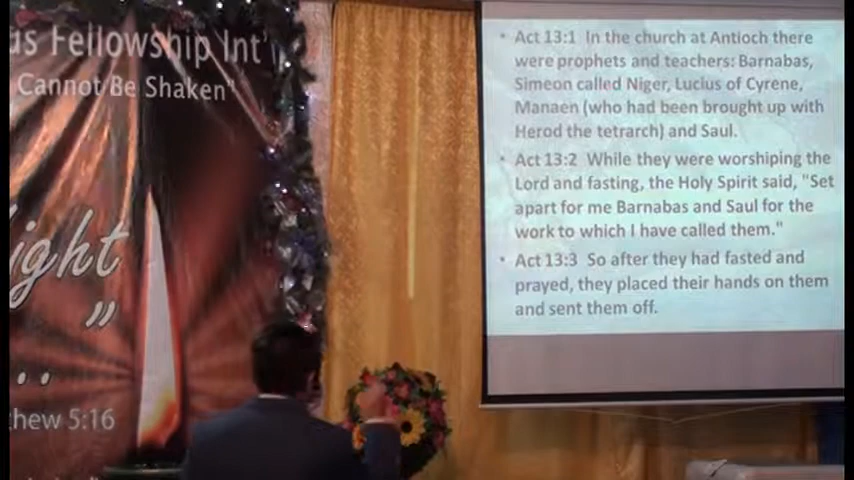 us Fellowship Int'
Cannot Be Shaken"
ight
”
...
hew 5:16
• Act 13:1 In the church at Antioch there
were prophets and teachers: Barnabas,
Simeon called Niger, Lucius of Cyrene,
Manaen (who had been brought up with
Herod the tetrarch) and Saul.
• Act 13:2 While they were worshiping the
Lord and fasting, the Holy Spirit said, "Set
apart for me Barnabas and Saul for the
work to which I have called them."
• Act 13:3 So after they had fasted and
prayed, they placed their hands on them
and sent them off.